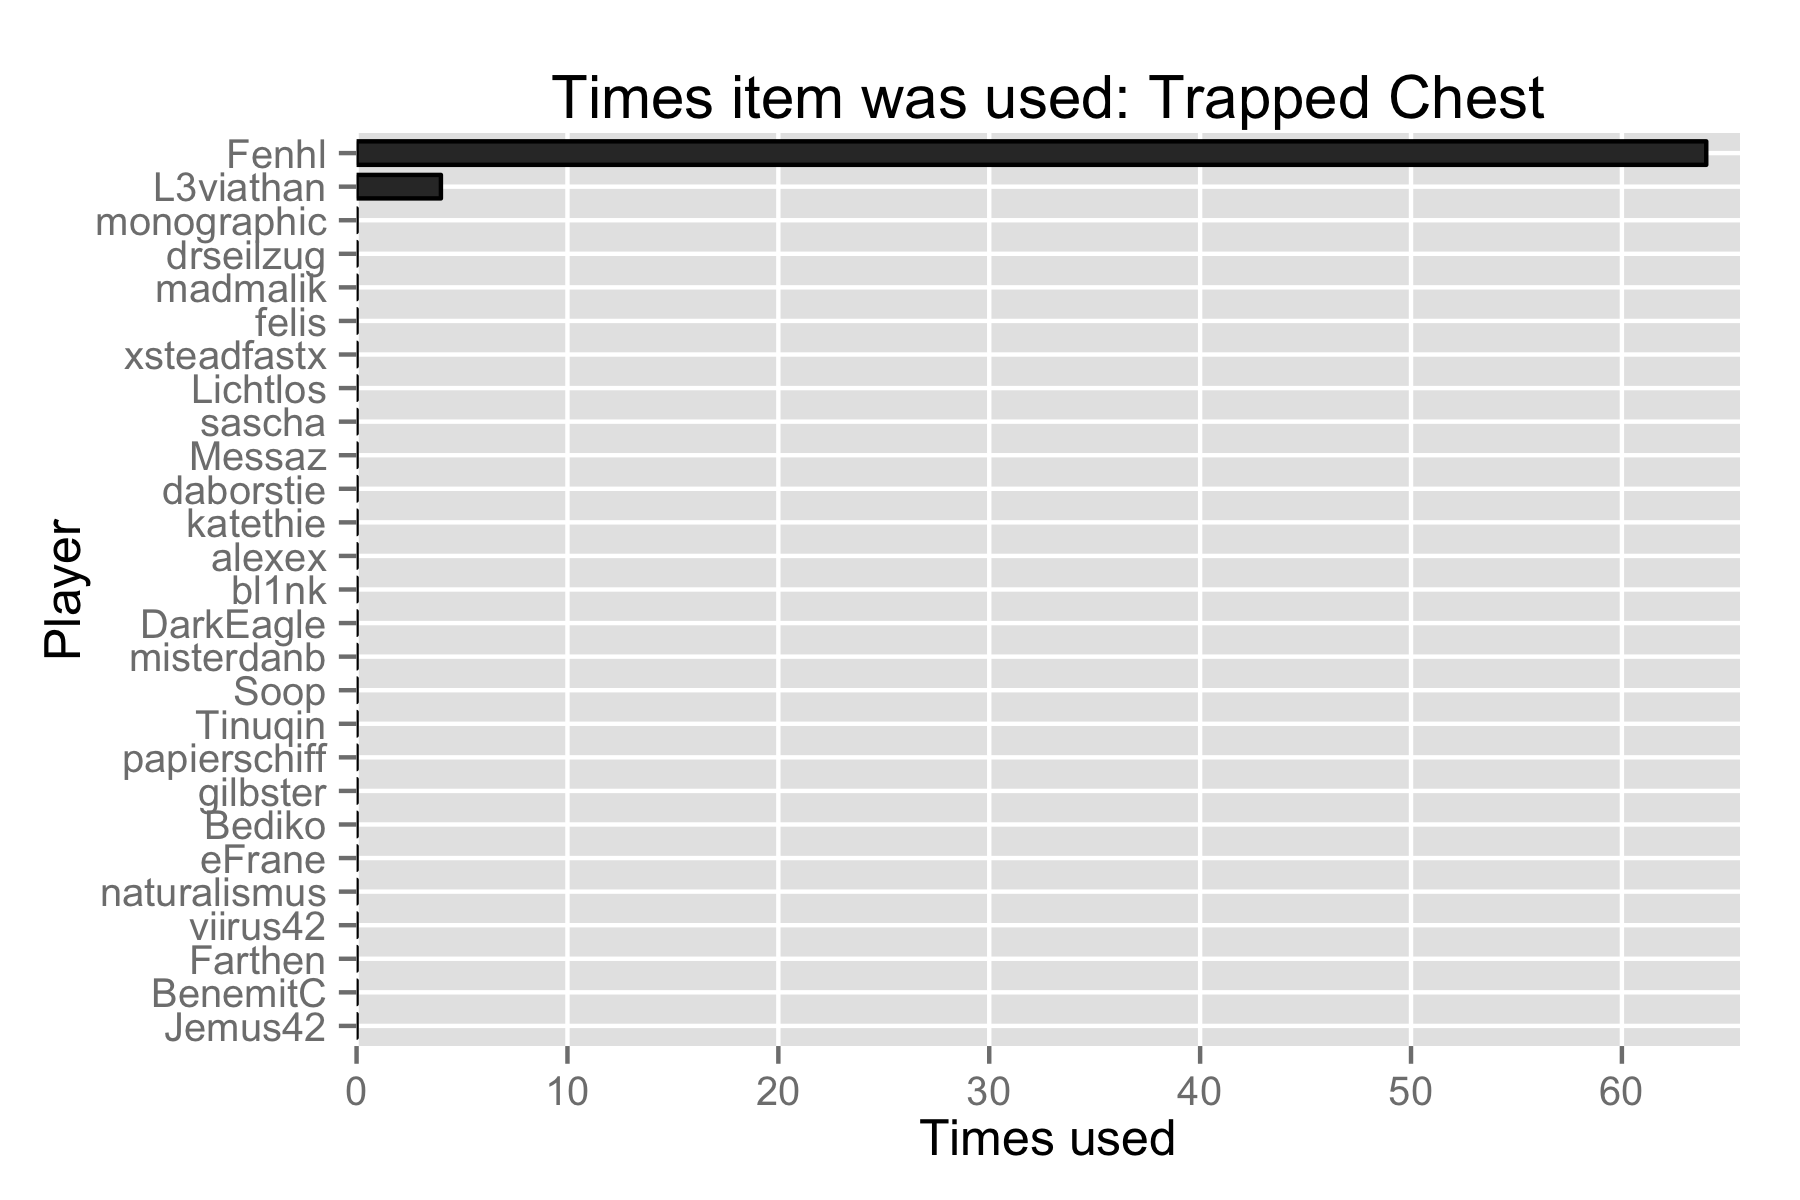 Times item was used: Trapped Chest
Player
Fenhl
L3viathan
monographic
drseilzug
madmalik
felis
xsteadfastx
Lichtlos
sascha
Messaz
daborstie
katethie
alexex
bl1nk
DarkEagle
misterdanb
Soop
Tinuqin
papierschiff
gilbster
Bediko
eFrane
naturalismus
viirus42
Farthen
BenemitC
Jemus42
0 10 20 30 40 50 60
Times used